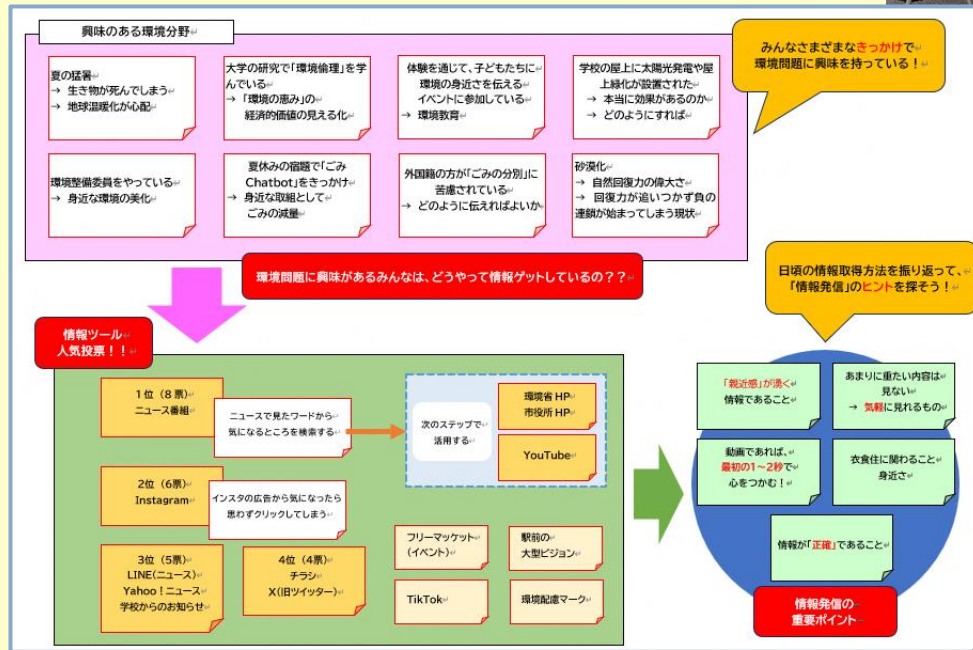 興味のある環境分野
みんなさまざまなきっかけで
環境問題に興味を持っている！
夏の猛暑
→ 生き物が死んでしまう
→ 地球温暖化が心配
大学の研究で「環境倫理」を学
んでいる
→ 「環境の恵み」の
経済的価値の見える化
体験を通じて、子どもたちに
環境の身近さを伝える
イベントに参加している
→ 環境教育
学校の屋上に太陽光発電や屋
上緑化が設置された
→ 本当に効果があるのか
→ どのようにすれば
環境整備委員をやっている
→ 身近な環境の美化
夏休みの宿題で「ごみ
Chatbot」をきっかけ
→ 身近な取組として
ごみの減量
外国籍の方が「ごみの分別」に
苦慮されている
→ どのように伝えればよいか
砂漠化
→ 自然回復力の偉大さ
→ 回復力が追いつかず負の
連鎖が始まってしまう現状
環境問題に興味があるみんなは、どうやって情報ゲットしているの？？
日頃の情報取得方法を振り返って、
「情報発信」のヒントを探そう！
情報ツール
人気投票！！
1位（8票）
ニュース番組
ニュースで見たワードから
気になるところを検索する
次のステップで
活用する
環境省HP
市役所HP
YouTube
2位（6票）
Instagram
インスタの広告から気になったら
思わずクリックしてしまう
3位（5票）
LINE(ニュース)
Yahoo！ニュース
学校からのお知らせ
4位（4票）
チラシ
X(旧ツイッター)
フリーマッケット
(イベント)
駅前の
大型ビジョン
TikTok
環境配慮マーク
「親近感」が湧く
情報であること
あまりに重たい内容は
見ない
→ 気軽に見れるもの
動画であれば、
最初の1～2秒で
心をつかむ！
衣食住に関わること
身近さ
情報が「正確」であること
情報発信の
重要ポイント